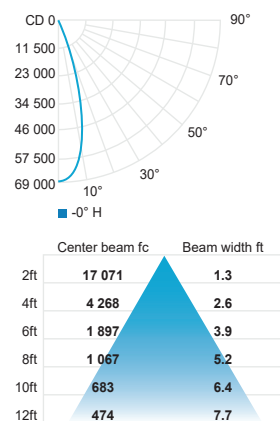 CD 0
90°
11 500
23 000
70°
34 500
46 000
50°
57 500
30°
69 000
10°
-0° H
Center beam fc Beam width ft
2ft 17 071 1.3
4ft 4 268 2.6
6ft 1 897 3.9
8ft 1 067 5.2
10ft 683 6.4
12ft 474 7.7